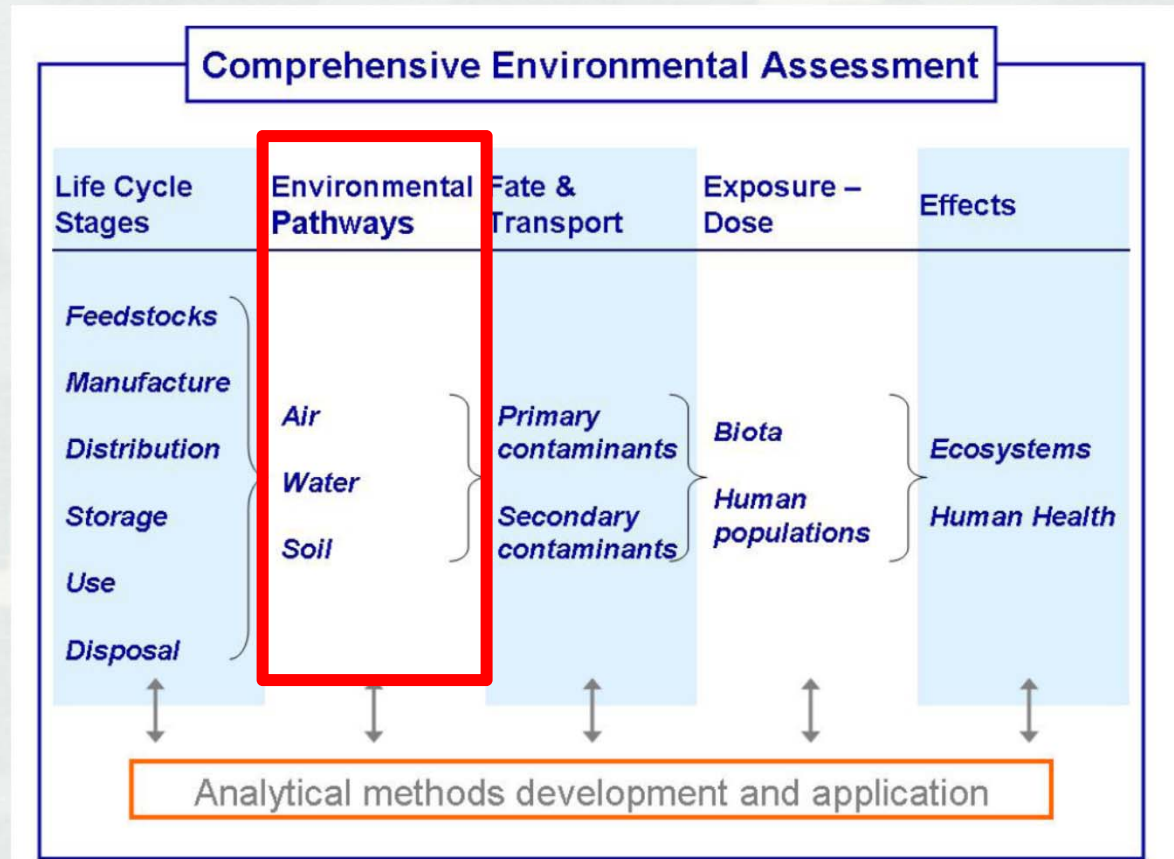 Comprehensive Environmental Assessment
Life Cycle
Stages
Environmental
Pathways
Fate &
Transport
Exposure –
Dose
Effects
Feedstocks
Manufacture
Distribution
Storage
Use
Disposal
Air
Water
Soil
Primary
contaminants
Secondary
contaminants
Biota
Human
populations
Ecosystems
Human Health
Analytical methods development and application